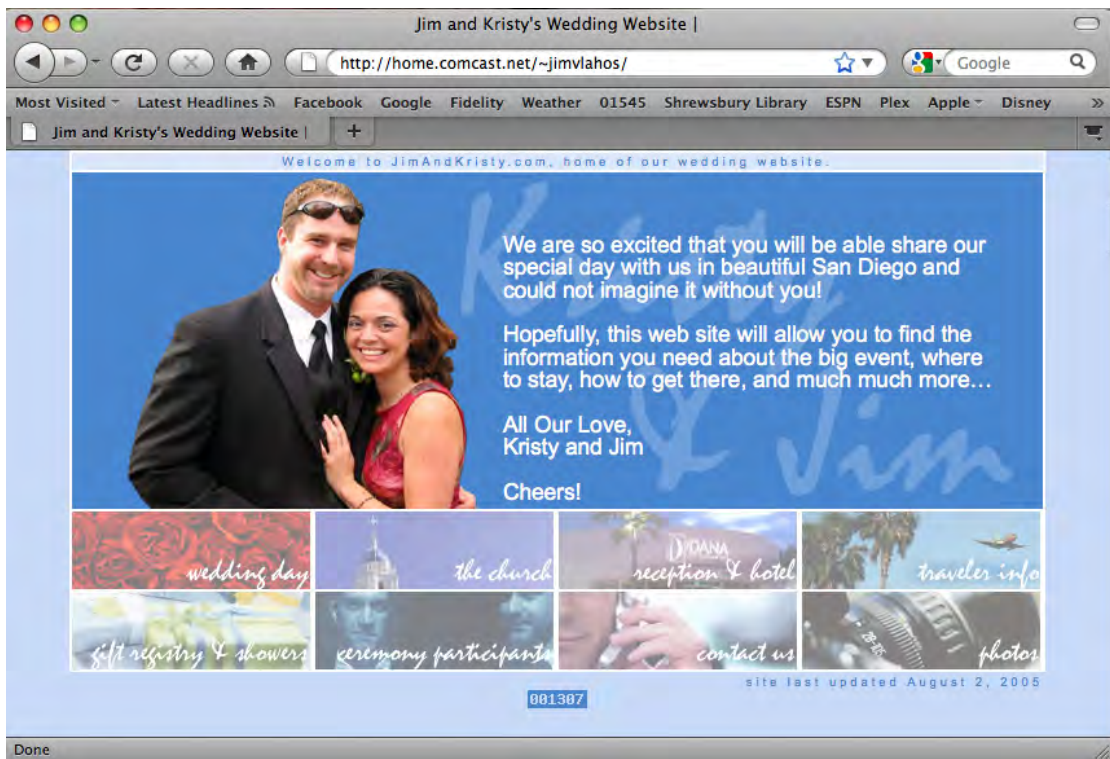 Jim and Kristy's Wedding Website |
http://home.comcast.net/~jimvlahos/
Google
Most Visited Latest Headlines Facebook Google Fidelity Weather 01545 Shrewsbury Library ESPN Plex Apple Disney »
Jim and Kristy's Wedding Website | +
Welcome to JimAndKristy.com, home of our wedding website.
Kristy
& Jim
We are so excited that you will be able share our
special day with us in beautiful San Diego and
could not imagine it without you!
Hopefully, this web site will allow you to find the
information you need about the big event, where
to stay, how to get there, and much much more...
All Our Love,
Kristy and Jim
Cheers!
wedding day
the church
DANA
reception & hotel
traveler info
gift registry & showers
ceremony participants
contact us
28-105
photos
site last updated August 2, 2005
001307
Done